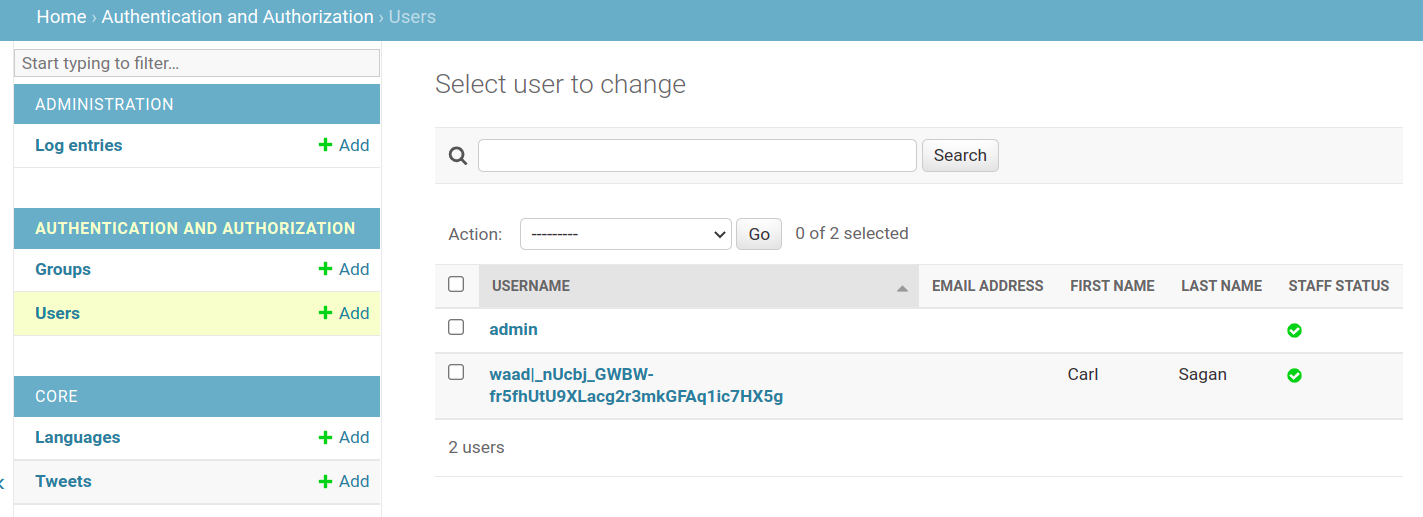 Home › Authentication and Authorization › Users
Start typing to filter...
ADMINISTRATION
Log entries + Add
AUTHENTICATION AND AUTHORIZATION
Groups + Add
Users + Add
CORE
Languages + Add
Tweets + Add
Select user to change
Search
Action: --------- Go 0 of 2 selected
USERNAME EMAIL ADDRESS FIRST NAME LAST NAME STAFF STATUS
admin
waad|_nUcbj_GWBW-
fr5fhUtU9XLacg2r3mkGFAq1ic7HX5g Carl Sagan
2 users